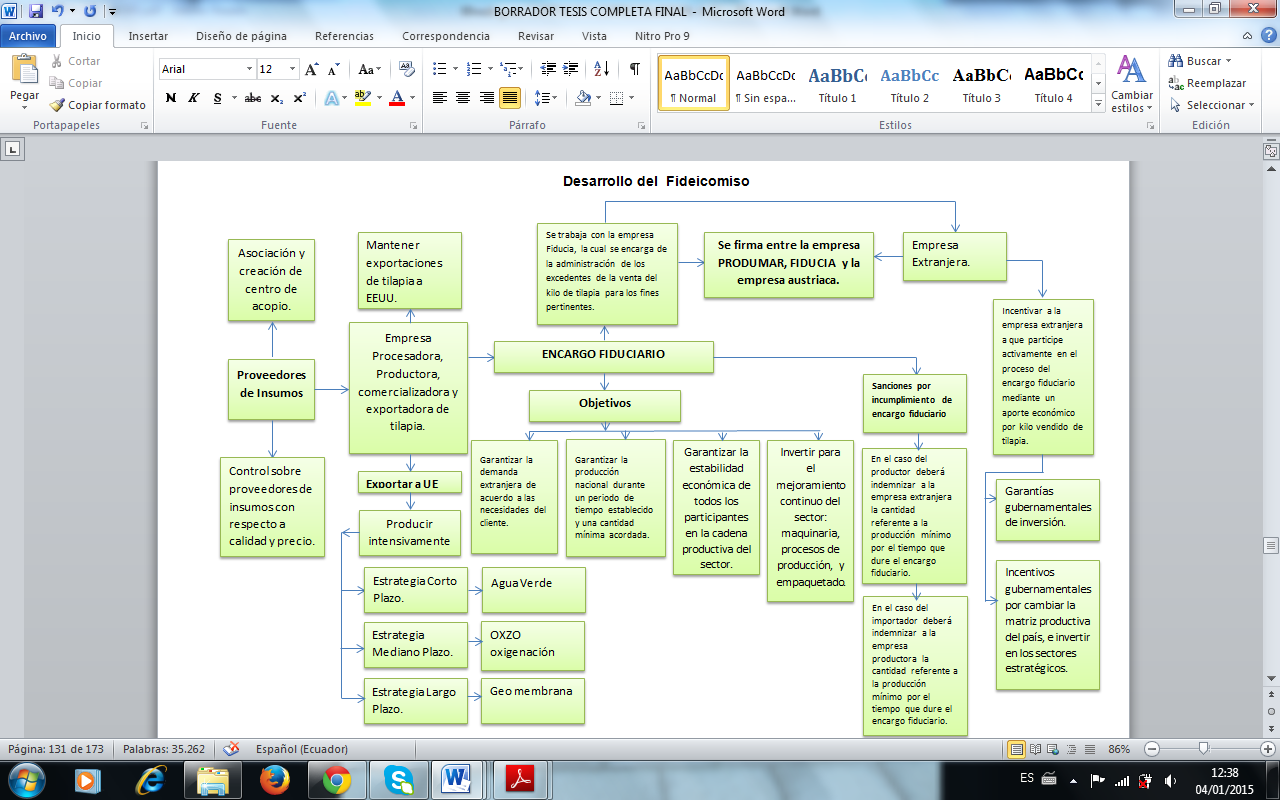 BORRADOR TESIS COMPLETA FINAL - Microsoft Word
Archivo Inicio Insertar Diseño de página Referencias Correspondencia Revisar Vista Nitro Pro 9
Pegar
Cortar
Copiar
Copiar formato
Portapapeles
Arial 12
N K S abc x₂ x²
Fuente
Párrafo
AaBbCcDc AaBbCcDc AaBbC AaBbCc AaBbCc AaBbCc
¶ Normal ¶ Sin espa... Título 1 Título 2 Título 3 Título 4
Cambiar
estilos
Estilos
Buscar
Reemplazar
Seleccionar
Edición
Desarrollo del Fideicomiso
Asociación y
creación de
centro de
acopio.
Mantener
exportaciones
de tilapia a
EEUU.
Se trabaja con la empresa
Fiducia, la cual se encarga de
la administración de los
excedentes de la venta del
kilo de tilapia para los fines
pertinentes.
Se firma entre la empresa
PRODUMAR, FIDUCIA y la
empresa austriaca.
Empresa
Extranjera.
Proveedores
de Insumos
Empresa
Procesadora,
Productora,
comercializadora y
exportadora de
tilapia.
ENCARGO FIDUCIARIO
Incentivar a la
empresa extranjera
a que participe
activamente en el
proceso del
encargo fiduciario
mediante un
aporte económico
por kilo vendido de
tilapia.
Objetivos
Sanciones por
incumplimiento de
encargo fiduciario
Control sobre
proveedores de
insumos con
respecto a
calidad y precio.
Exportar a UE
Producir
intensivamente
Garantizar la
demanda
extranjera de
acuerdo a las
necesidades del
cliente.
Garantizar la
producción
nacional durante
un periodo de
tiempo establecido
y una cantidad
mínima acordada.
Garantizar la
estabilidad
económica de
todos los
participantes
en la cadena
productiva del
sector.
Invertir para
el
mejoramiento
continuo del
sector:
maquinaria,
procesos de
producción, y
empaquetado.
En el caso del
productor deberá
indemnizar a la
empresa extranjera
la cantidad
referente a la
producción mínimo
por el tiempo que
dure el encargo
fiduciario.
Garantías
gubernamentales
de inversión.
Estrategia Corto
Plazo.
Agua Verde
Estrategia
Mediano Plazo.
OXZO
oxigenación
Estrategia Largo
Plazo.
Geo membrana
En el caso del
importador deberá
indemnizar a la
empresa
productora la
cantidad referente a
la producción
mínimo por el
tiempo que dure el
encargo fiduciario.
Incentivos
gubernamentales
por cambiar la
matriz productiva
del país, e invertir
en los sectores
estratégicos.
Página: 131 de 173 Palabras: 35.262 Español (Ecuador) 86%
ES 12:38
04/01/2015